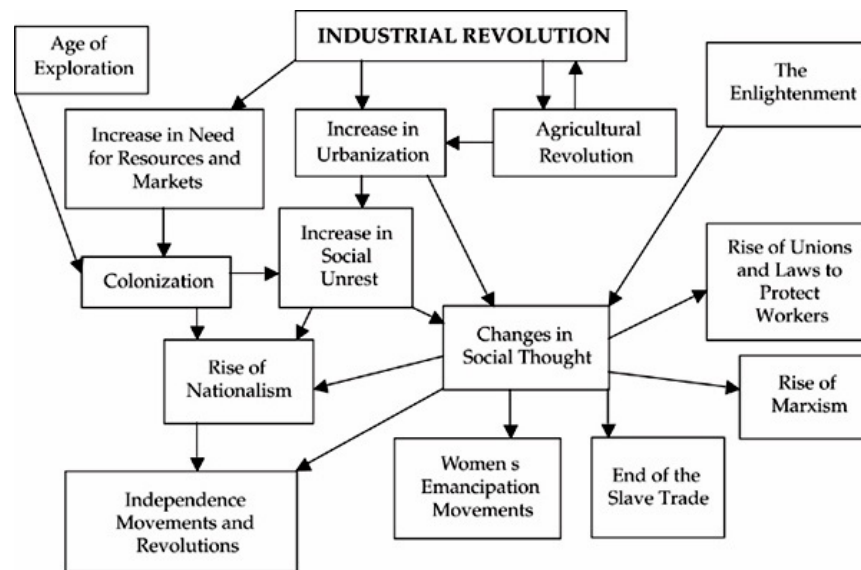 INDUSTRIAL REVOLUTION
Age of
Exploration
The
Enlightenment
Increase in Need
for Resources and
Markets
Increase in
Urbanization
Agricultural
Revolution
Increase in
Social
Unrest
Colonization
Rise of Unions
and Laws to
Protect
Workers
Changes in
Social Thought
Rise of
Nationalism
Rise of
Marxism
Women s
Emancipation
Movements
End of the
Slave Trade
Independence
Movements and
Revolutions